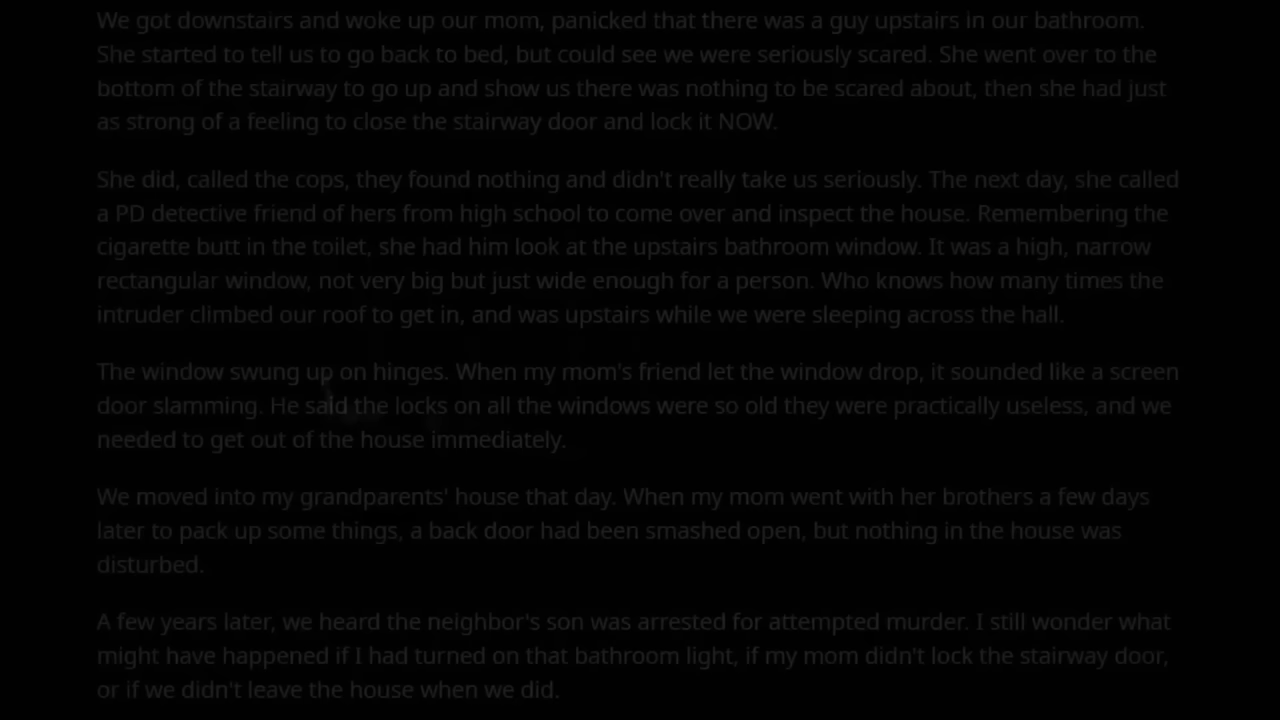 We got downstairs and woke up our mom, panicked that there was a guy upstairs in our bathroom.
She started to tell us to go back to bed, but could see we were seriously scared. She went over to the
bottom of the stairway to go up and show us there was nothing to be scared about, then she had just
as strong of a feeling to close the stairway door and lock it NOW.
She did, called the cops, they found nothing and didn't really take us seriously. The next day, she called
a PD detective friend of hers from high school to come over and inspect the house. Remembering the
cigarette butt in the toilet, she had him look at the upstairs bathroom window. It was a high, narrow
rectangular window, not very big but just wide enough for a person. Who knows how many times the
intruder climbed our roof to get in, and was upstairs while we were sleeping across the hall.
The window swung up on hinges. When my mom's friend let the window drop, it sounded like a screen
door slamming. He said the locks on all the windows were so old they were practically useless, and we
needed to get out of the house immediately.
We moved into my grandparents' house that day. When my mom went with her brothers a few days
later to pack up some things, a back door had been smashed open, but nothing in the house was
disturbed.
A few years later, we heard the neighbor's son was arrested for attempted murder. I still wonder what
might have happened if I had turned on that bathroom light, if my mom didn't lock the stairway door,
or if we didn't leave the house when we did.